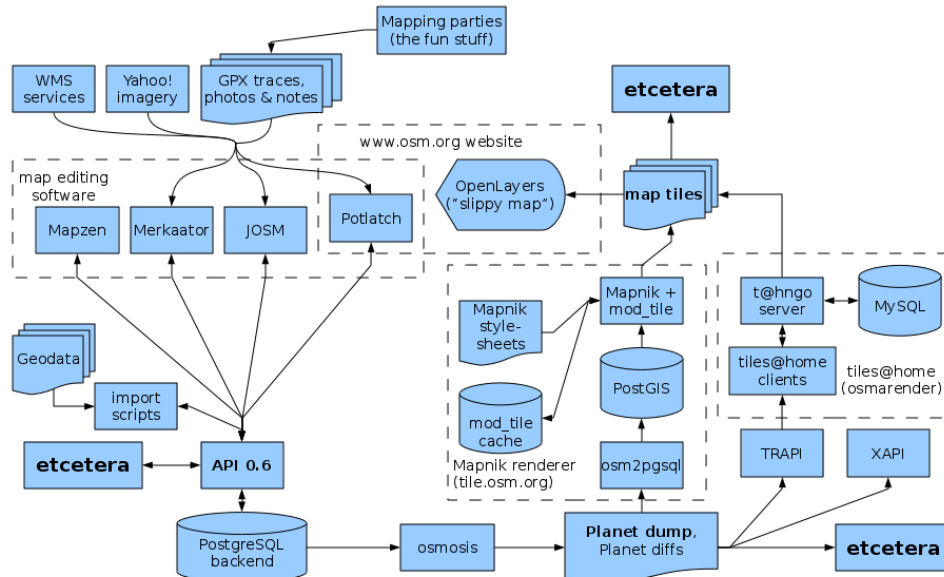 Mapping parties
(the fun stuff)
WMS
services
Yahoo!
imagery
GPX traces,
photos & notes
etcetera
www.osm.org website
map editing
software
OpenLayers
("slippy map")
map tiles
Mapzen
Merkaator
JOSM
Potlatch
Mapnik
style-
sheets
Mapnik +
mod_tile
t@hngo
server
MySQL
Geodata
import
scripts
PostGIS
tiles@home
clients
tiles@home
(osmarender)
mod_tile
cache
etcetera
API 0.6
Mapnik renderer
(tile.osm.org)
osm2pgsql
TRAPI
XAPI
PostgreSQL
backend
osmosis
Planet dump,
Planet diffs
etcetera